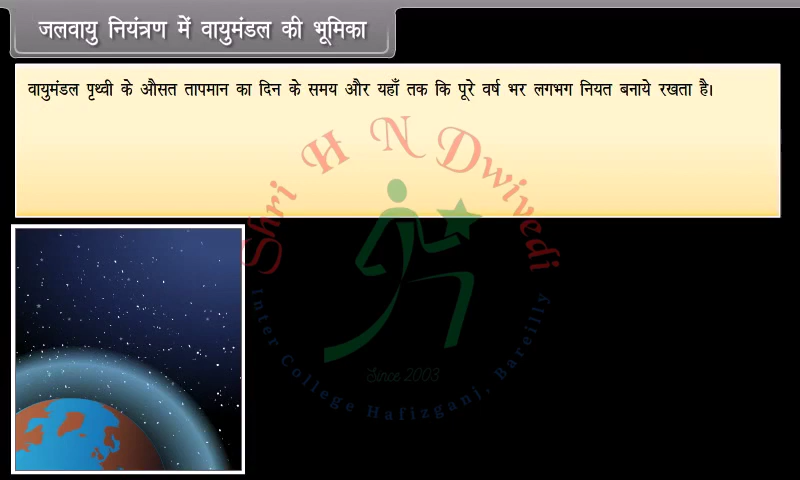 जलवायु नियंत्रण में वायुमंडल की भूमिका
वायुमंडल पृथ्वी के औसत तापमान का दिन के समय और यहाँ तक कि पूरे वर्ष भर लगभग नियत बनाये रखता है।
Shri H N Dwivedi
Since 2003
Inter College Hafizganj, Bareilly